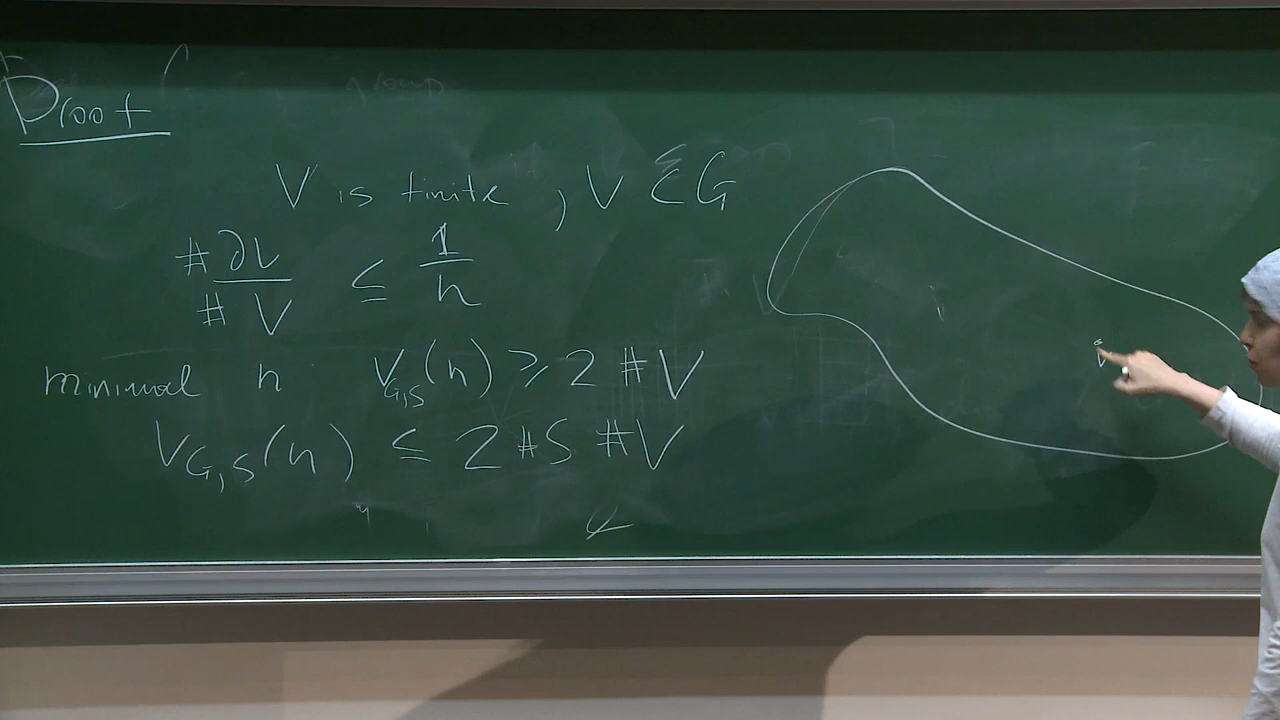 Proof
V is finite, V ⊆ G
#∂V / #V ≤ 1/n
minimal n V_{G,S}(n) ≥ 2 #V
V_{G,S}(n) ≤ 2 #S #V